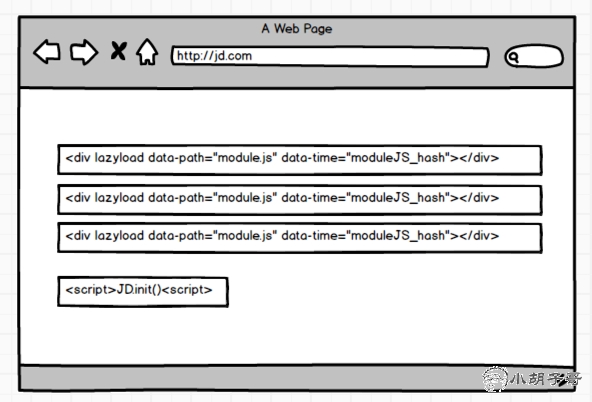 A Web Page
http://jd.com
<div lazyload data-path="module.js" data-time="moduleJS_hash"></div>
<div lazyload data-path="module.js" data-time="moduleJS_hash"></div>
<div lazyload data-path="module.js" data-time="moduleJS_hash"></div>
<script>JD.init()<script>
小胡子哥